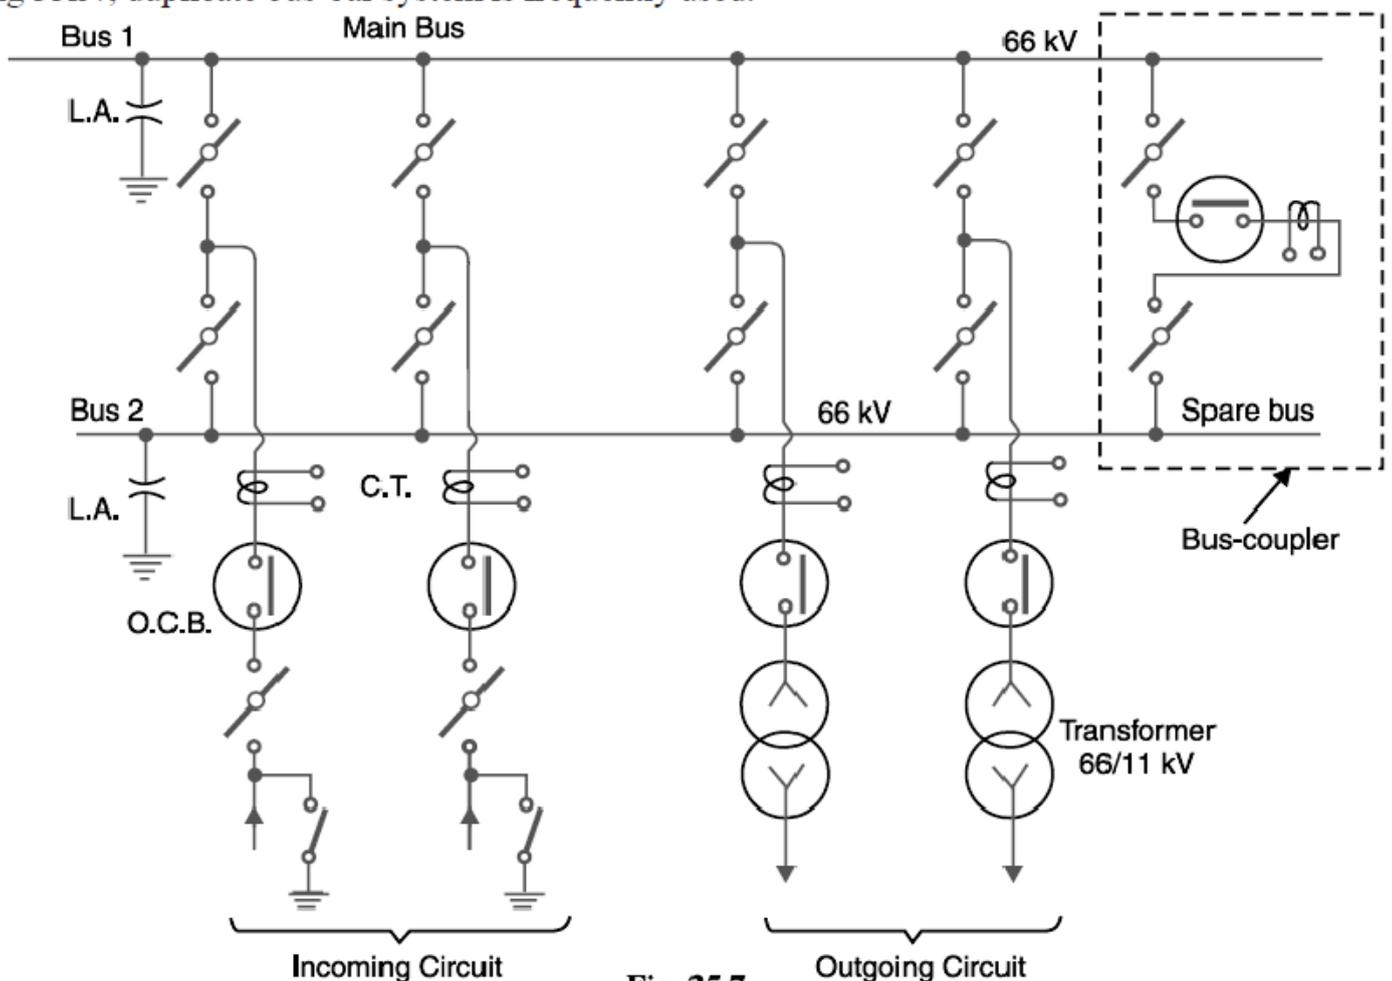 Bus 1
Main Bus
66 kV
L.A.
Bus 2
66 kV
Spare bus
L.A.
C.T.
Bus-coupler
O.C.B.
Transformer
66/11 kV
Incoming Circuit
Outgoing Circuit